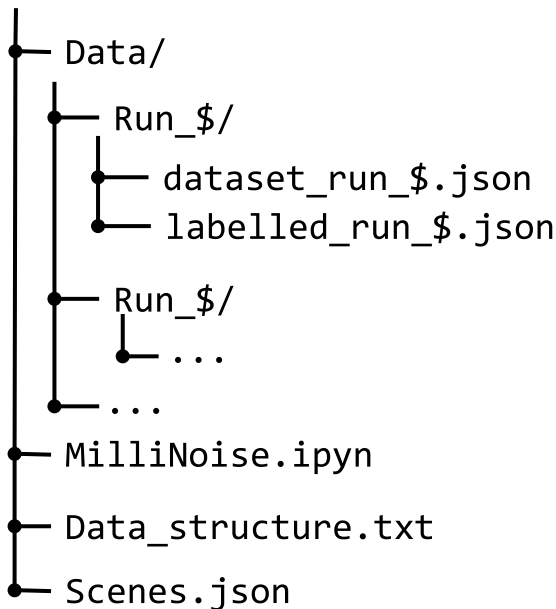 Data/
Run_$/
dataset_run_$.json
labelled_run_$.json
Run_$/
...
...
MilliNoise.ipyn
Data_structure.txt
Scenes.json